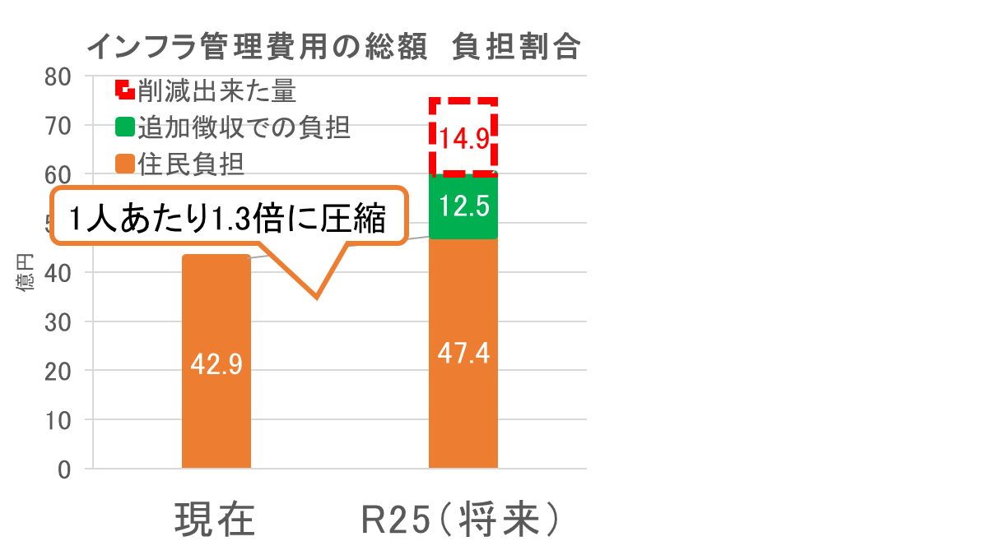 インフラ管理費用の総額 負担割合
削減出来た量
追加徴収での負担
住民負担
1人あたり1.3倍に圧縮
億円
80
70
60
40
30
20
10
0
14.9
12.5
47.4
42.9
現在
R25(将来)